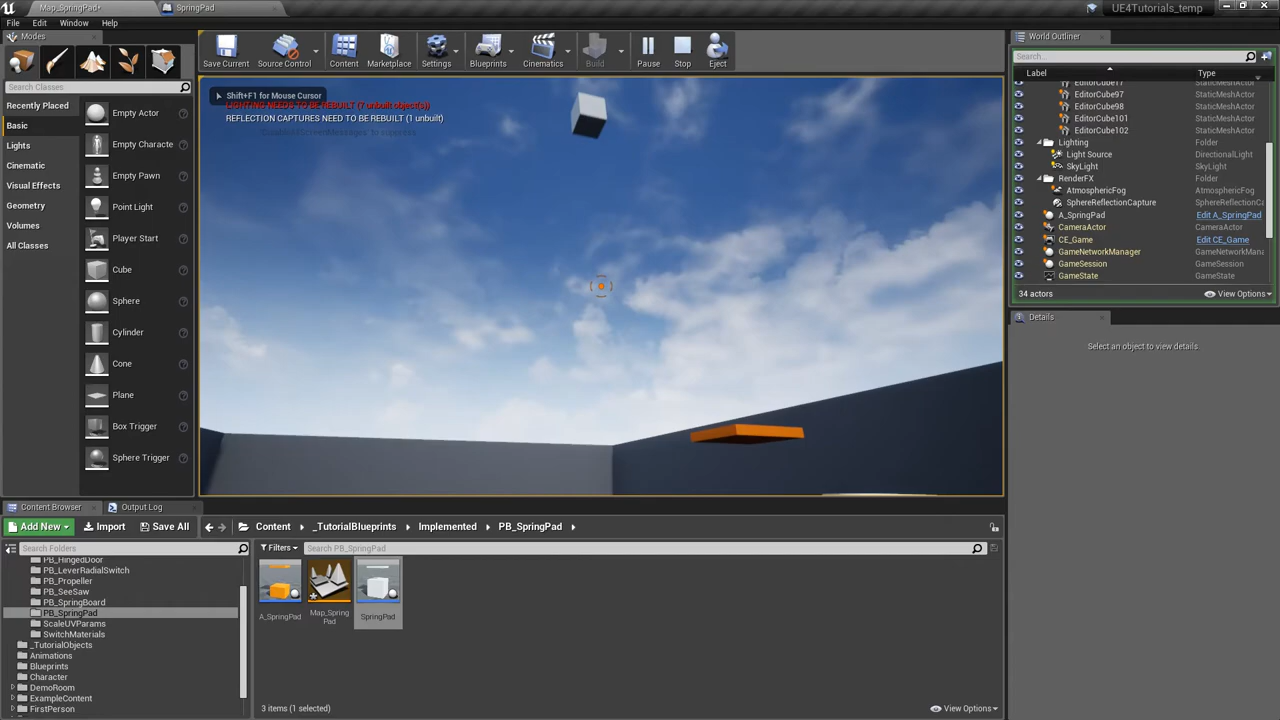 Map_SpringPad*
SpringPad
UE4Tutorials_temp
File Edit Window Help
Modes
Search Classes
Recently Placed
Basic
Lights
Cinematic
Visual Effects
Geometry
Volumes
All Classes
Empty Actor
Empty Characte
Empty Pawn
Point Light
Player Start
Cube
Sphere
Cylinder
Cone
Plane
Box Trigger
Sphere Trigger
Save Current
Source Control
Content
Marketplace
Settings
Blueprints
Cinematics
Build
Pause
Stop
Eject
Shift+F1 for Mouse Cursor
LIGHTING NEEDS TO BE REBUILT (7 unbuilt object(s))
REFLECTION CAPTURES NEED TO BE REBUILT (1 unbuilt)
'DisableAllScreenMessages' to suppress
World Outliner
Search...
Label Type
EditorCube17 StaticMeshActor
EditorCube97 StaticMeshActor
EditorCube98 StaticMeshActor
EditorCube101 StaticMeshActor
EditorCube102 StaticMeshActor
Lighting Folder
Light Source DirectionalLight
SkyLight SkyLight
RenderFX Folder
AtmosphericFog AtmosphericFog
SphereReflectionCapture SphereReflectionCa
A_SpringPad Edit A_SpringPad
CameraActor CameraActor
CE_Game Edit CE_Game
GameNetworkManager GameNetworkMana
GameSession GameSession
GameState GameState
34 actors
View Options
Details
Select an object to view details.
Content Browser
Output Log
Add New
Import
Save All
Content
_TutorialBlueprints
Implemented
PB_SpringPad
Search Folders
Filters
Search PB_SpringPad
PB_HingedDoor
PB_LeverRadialSwitch
PB_Propeller
PB_SeeSaw
PB_SpringBoard
PB_SpringPad
ScaleUVParams
SwitchMaterials
_TutorialObjects
Animations
Blueprints
Character
DemoRoom
ExampleContent
FirstPerson
A_SpringPad
Map_Spring
Pad
SpringPad
3 items (1 selected)
View Options